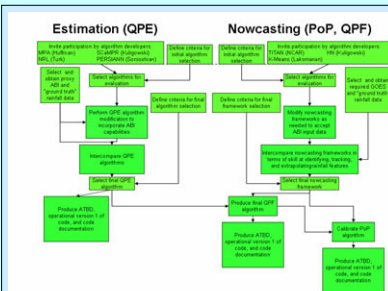 Estimation (QPE)
Nowcasting (PoP, QPF)
Invite participation by algorithm developers:
MPA (Huffman) SCaMPR (Kuligowski)
NRL (Turk) PERSIANN (Sorooshian)
Define criteria for
initial algorithm
selection
Select and
obtain proxy
ABI and
"ground truth"
rainfall data
Select algorithms for
evaluation
Perform QPE algorithm
modification to
incorporate ABI
capabilities
Define criteria for final
algorithm selection
Intercompare QPE
algorithms
Select final QPE
algorithm
Produce ATBD,
operational version 1 of
code, and code
documentation
Define criteria for
initial algorithm
selection
Invite participation by algorithm developers:
TITAN (NCAR) HN (Kuligowski)
K-Means (Lakshmanan)
Select algorithms for
evaluation
Select and obtain
required GOES and
"ground truth"
rainfall data
Define criteria for final
framework selection
Modify nowcasting
frameworks as
needed to accept
ABI input data
Intercompare nowcasting frameworks in
terms of skill at identifying, tracking,
and extrapolating rainfall features
Select final nowcasting
framework
Produce final QPF
algorithm
Calibrate PoP
algorithm
Produce ATBD,
operational version 1
of code, and code
documentation
Produce ATBD,
operational version 1
of code, and code
documentation